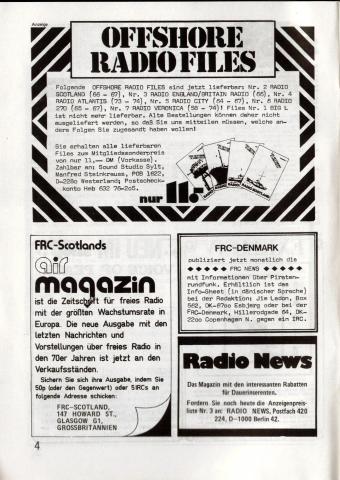 Anzeige
OFFSHORE
RADIO FILES
Folgende OFFSHORE RADIO FILES sind jetzt lieferbar: Nr. 2 RADIO
SCOTLAND (66 - 67), Nr. 3 RADIO ENGLAND/BRITAIN RADIO (66), Nr. 4
RADIO ATLANTIS (73 - 74), Nr. 5 RADIO CITY (64 - 67), Nr. 6 RADIO
270 (65 - 67), Nr. 7 RADIO VERONICA (59 - 74)! Files Nr. 1 BIG L
ist nicht mehr lieferbar. Alte Bestellungen können daher nicht
ausgeliefert werden, so daß Sie uns mitteilen müssen, welche an-
dere Folgen Sie zugesandt haben wollen!
Sie erhalten alle lieferbaren
Files zum Mitgliedssonderpreis
von nur 11,- DM (Vorkasse).
Zahlbar an: Sound Studio Sylt,
Manfred Steinkrauss, POB 1622,
D-2280 Westerland; Postscheck-
konto Hmb 632 76-205.
nur 11.-
FRC-Scotlands
air
magazin
ist die Zeitschrift für freies Radio
mit der größten Wachstumsrate in
Europa. Die neue Ausgabe mit den
letzten Nachrichten und
Vorstellungen über freies Radio in
den 70er Jahren ist jetzt an den
Verkaufsständen.
Sichern Sie sich ihre Ausgabe, indem Sie
50p (oder den Gegenwert) oder 5IRCs an
folgende Adresse schicken:
FRC-SCOTLAND,
147 HOWARD ST.,
GLASGOW G1,
GROSSBRITANNIEN
FRC-DENMARK
publiziert jetzt monatlich die
◆ ◆ ◆ ◆ ◆ FRC NEWS ◆ ◆ ◆ ◆ ◆
mit Informationen über Piraten-
rundfunk. Erhältlich ist das
Info-Sheet (in dänischer Sprache)
bei der Redaktion: Jim Ledon, Box
562, DK-6700 Esbjerg oder bei der
FRC-Denmark, Hillerodgade 64, DK-
2200 Copenhagen N. gegen ein IRC.
Radio News
Das Magazin mit den interessanten Rabatten
für Dauerinserenten.
Fordern Sie noch heute die Anzeigenpreis-
liste Nr. 3 an: RADIO NEWS, Postfach 420
224, D-1000 Berlin 42.
4